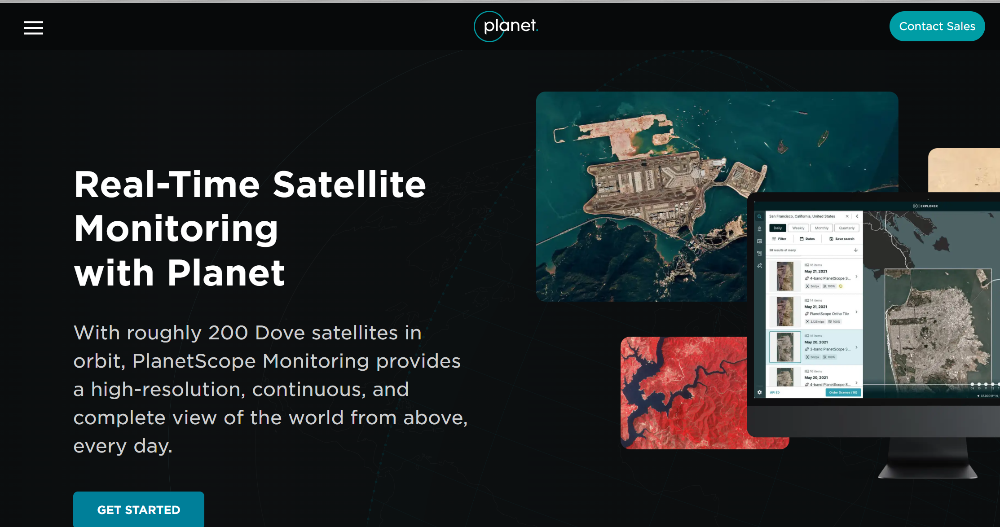 planet.
Contact Sales
Real-Time Satellite
Monitoring
with Planet
With roughly 200 Dove satellites in
orbit, PlanetScope Monitoring provides
a high-resolution, continuous, and
complete view of the world from above,
every day.
GET STARTED
EXPLORER
San Francisco, California, United States
Daily Weekly Monthly Quarterly
Filter Dates Save search
38 results of many
16 items
May 21, 2021
4-band PlanetScope S...
3m/px 100%
14 items
May 21, 2021
PlanetScope Ortho Tile
3.125m/px 100%
16 items
May 20, 2021
3-band PlanetScope S...
3m/px 100%
16 items
May 20, 2021
4-band PlanetScope S...
API
Order Scenes (16)
09 10 11 12
37.90011° N,